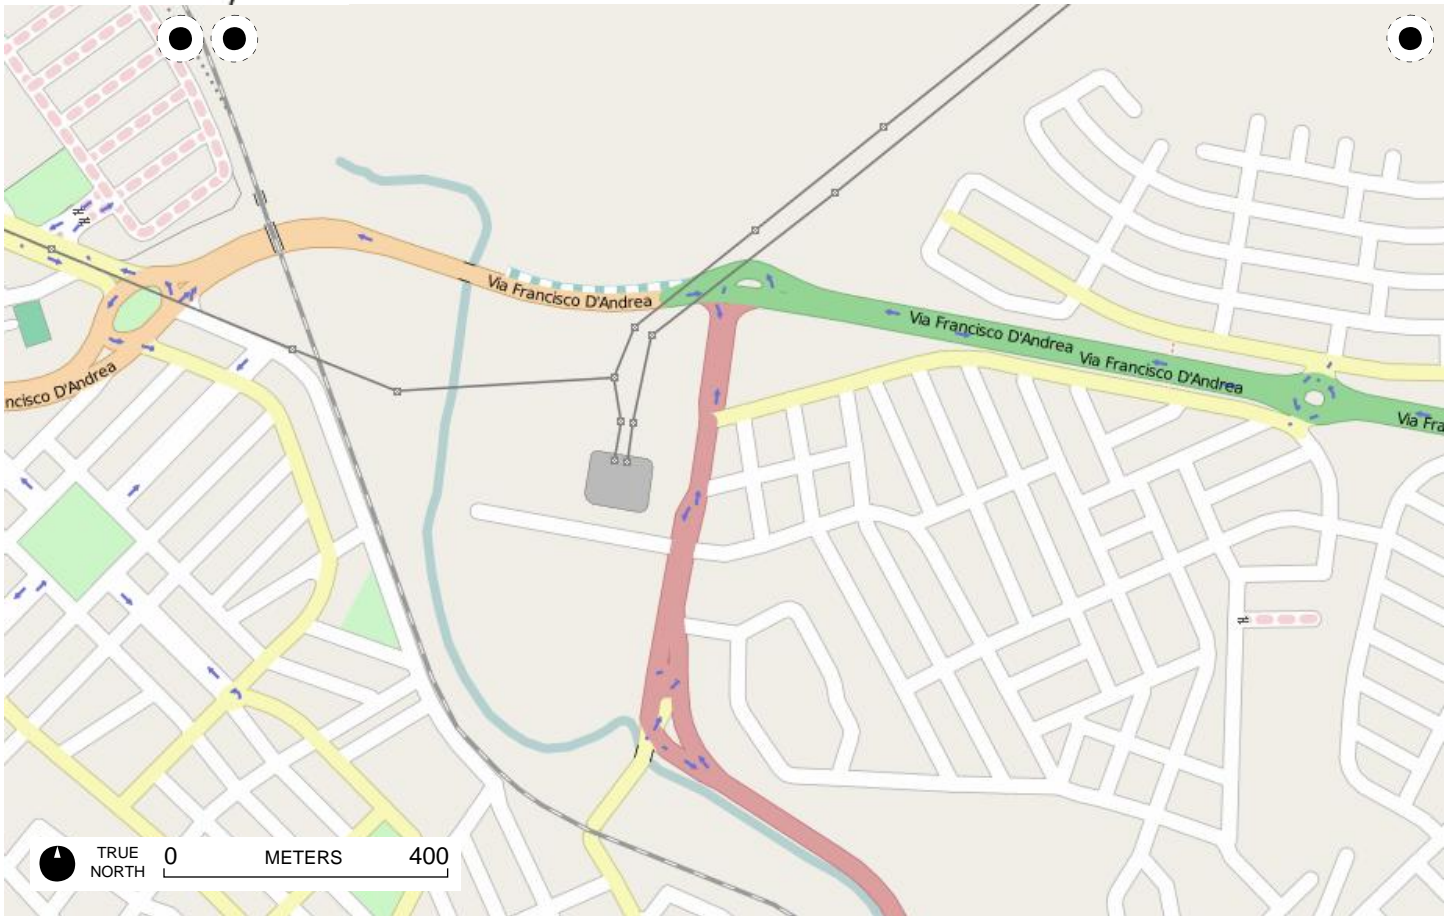 Via Francisco D'Andrea
Via Francisco D'Andrea
Via Francisco D'Andrea
ncisco D'Andrea
Via Fra
TRUE
NORTH
0 METERS 400